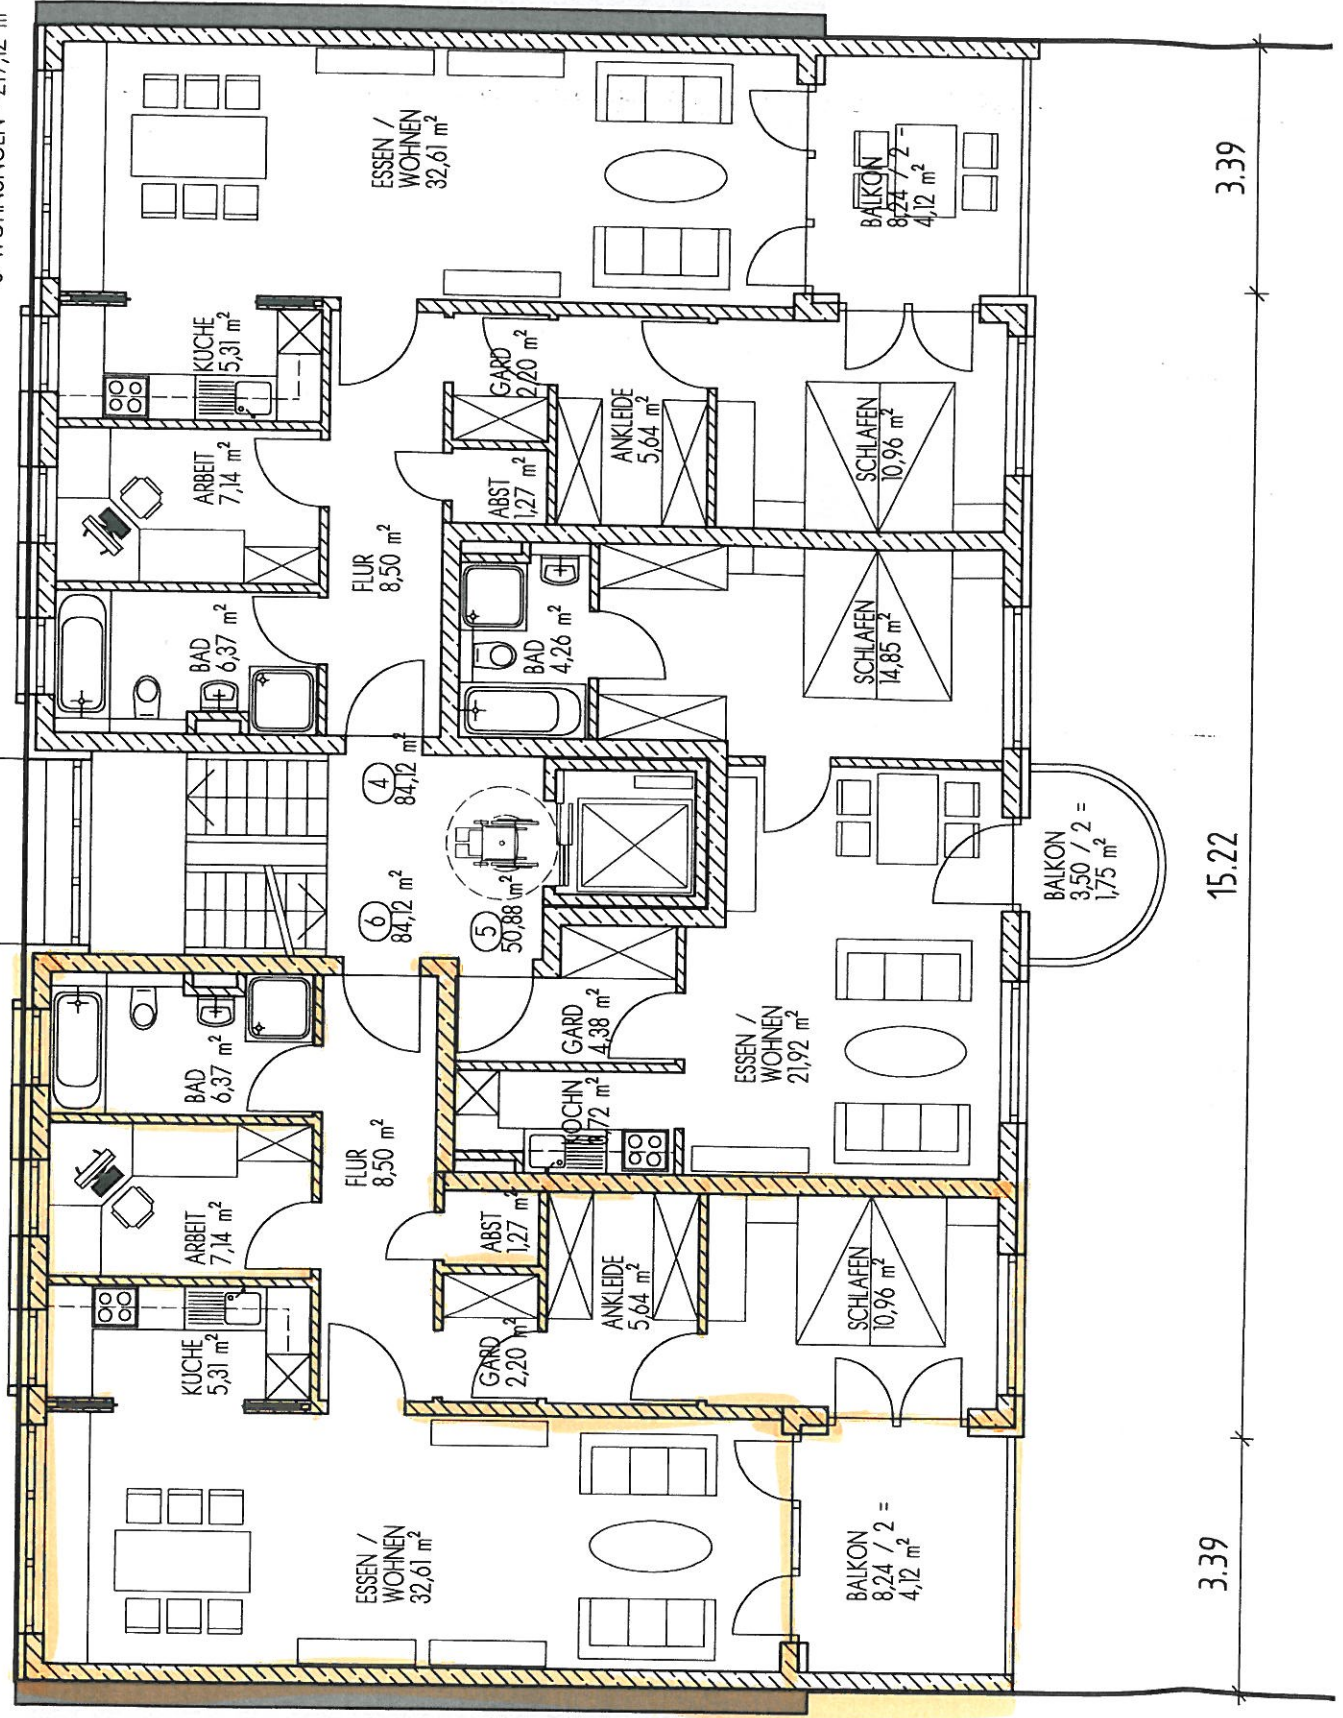 ESSEN /
WOHNEN
32,61 m²
BALKON
8,24 / 2 =
4,12 m²
3.39
KÜCHE
5,31 m²
GARD
2,20 m²
ANKLEIDE
5,64 m²
SCHLAFEN
10,96 m²
ARBEIT
7,14 m²
ABST
1,27 m²
FLUR
8,50 m²
BAD
6,37 m²
BAD
4,26 m²
SCHLAFEN
14,85 m²
4
84,12 m²
6
84,12 m²
5
50,88 m²
BALKON
3,50 / 2 =
1,75 m²
15.22
GARD
4,38 m²
ESSEN /
WOHNEN
21,92 m²
BAD
6,37 m²
FLUR
8,50 m²
ARBEIT
7,14 m²
ABST
1,27 m²
ANKLEIDE
5,64 m²
SCHLAFEN
10,96 m²
KÜCHE
5,31 m²
GARD
2,20 m²
ESSEN /
WOHNEN
32,61 m²
BALKON
8,24 / 2 =
4,12 m²
3.39